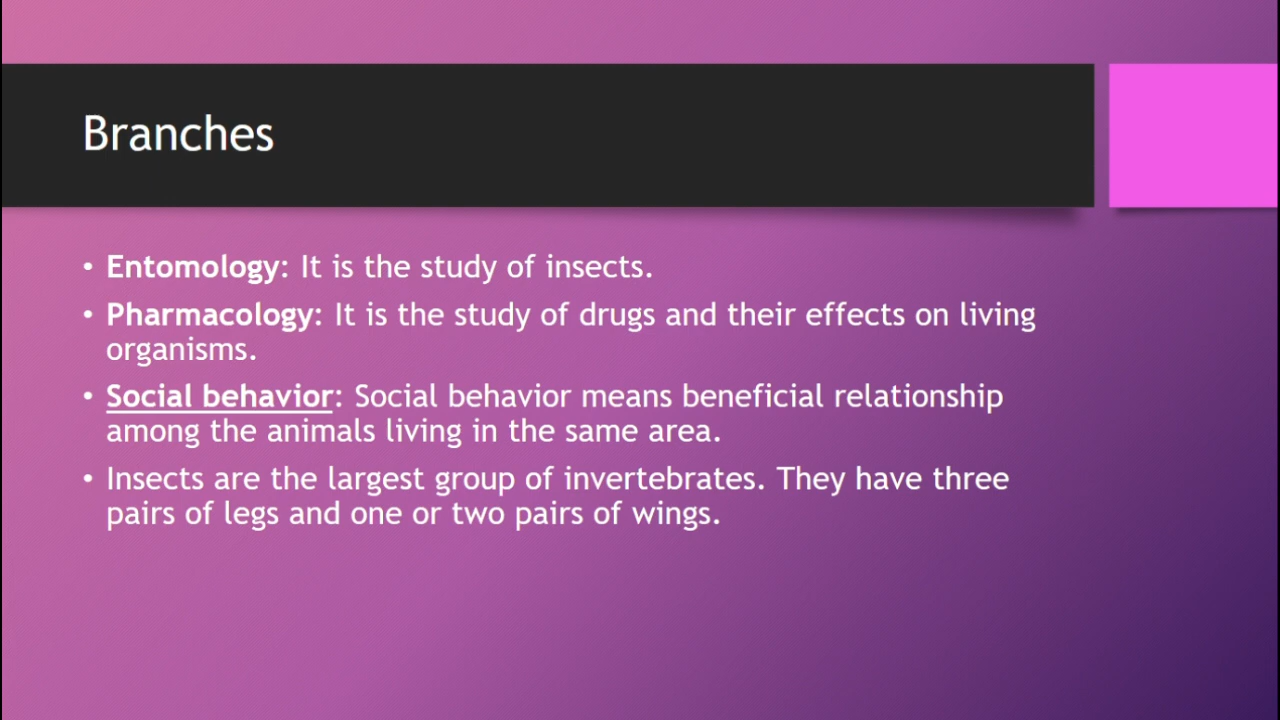 Branches
• Entomology: It is the study of insects.
• Pharmacology: It is the study of drugs and their effects on living
organisms.
• Social behavior: Social behavior means beneficial relationship
among the animals living in the same area.
• Insects are the largest group of invertebrates. They have three
pairs of legs and one or two pairs of wings.